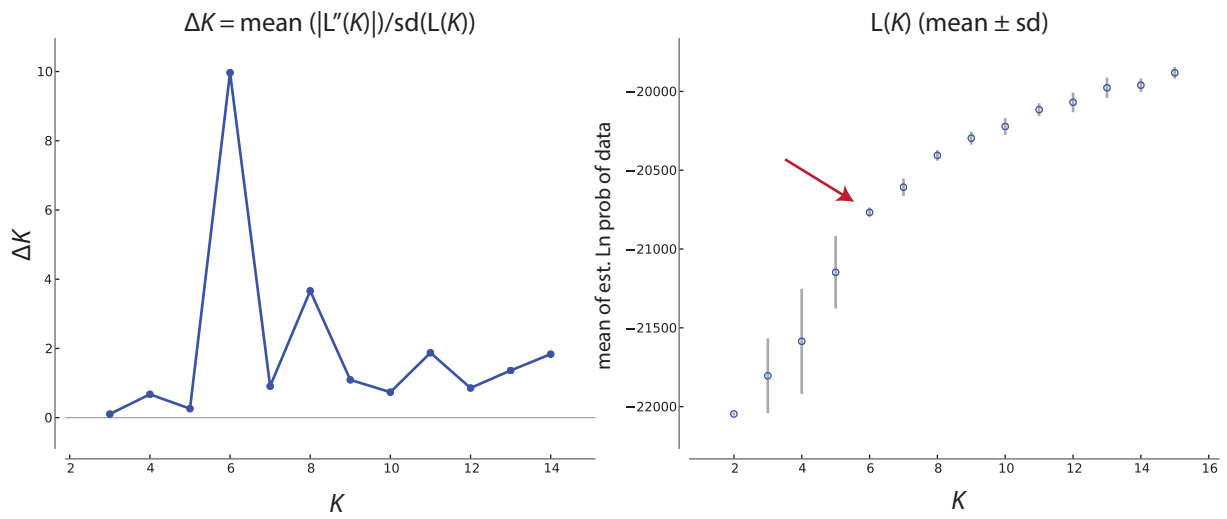 ΔK = mean (|L″(K)|)/sd(L(K))
10
8
6
4
2
0
ΔK
2 4 6 8 10 12 14
K
L(K) (mean ± sd)
−20000
−20500
−21000
−21500
−22000
mean of est. Ln prob of data
2 4 6 8 10 12 14 16
K